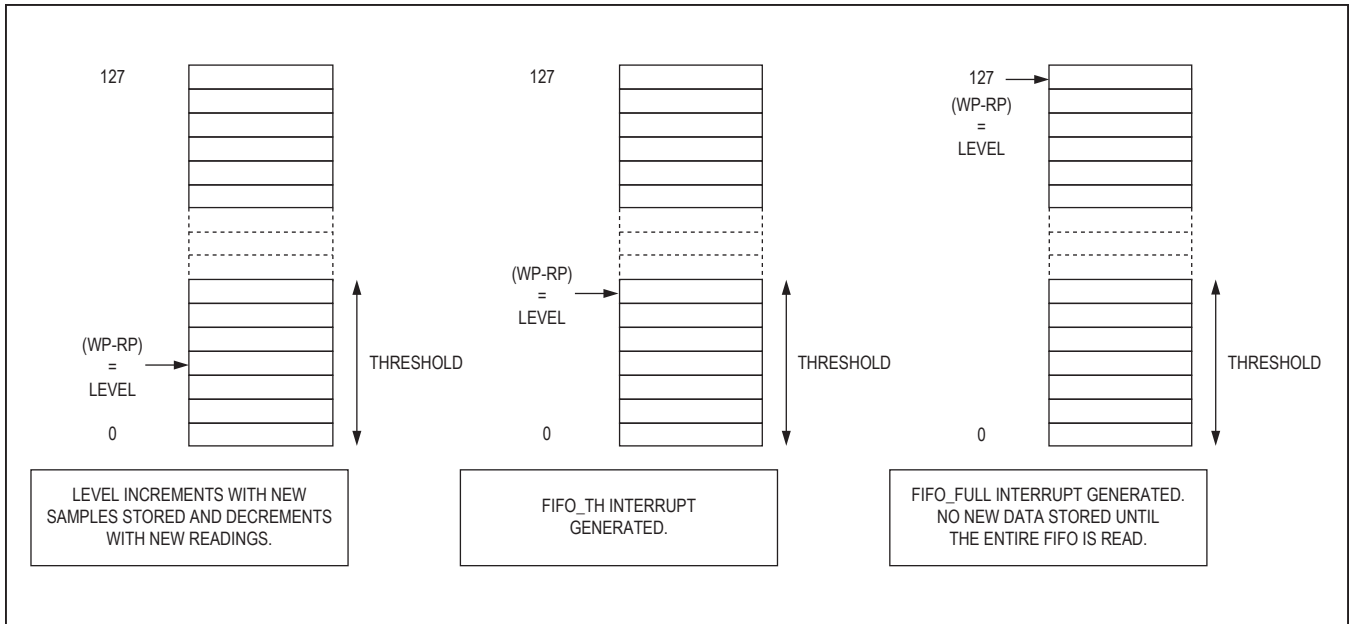 127
(WP-RP)
=
LEVEL
0
THRESHOLD
LEVEL INCREMENTS WITH NEW
SAMPLES STORED AND DECREMENTS
WITH NEW READINGS.
127
(WP-RP)
=
LEVEL
0
THRESHOLD
FIFO_TH INTERRUPT
GENERATED.
127
(WP-RP)
=
LEVEL
0
THRESHOLD
FIFO_FULL INTERRUPT GENERATED.
NO NEW DATA STORED UNTIL
THE ENTIRE FIFO IS READ.